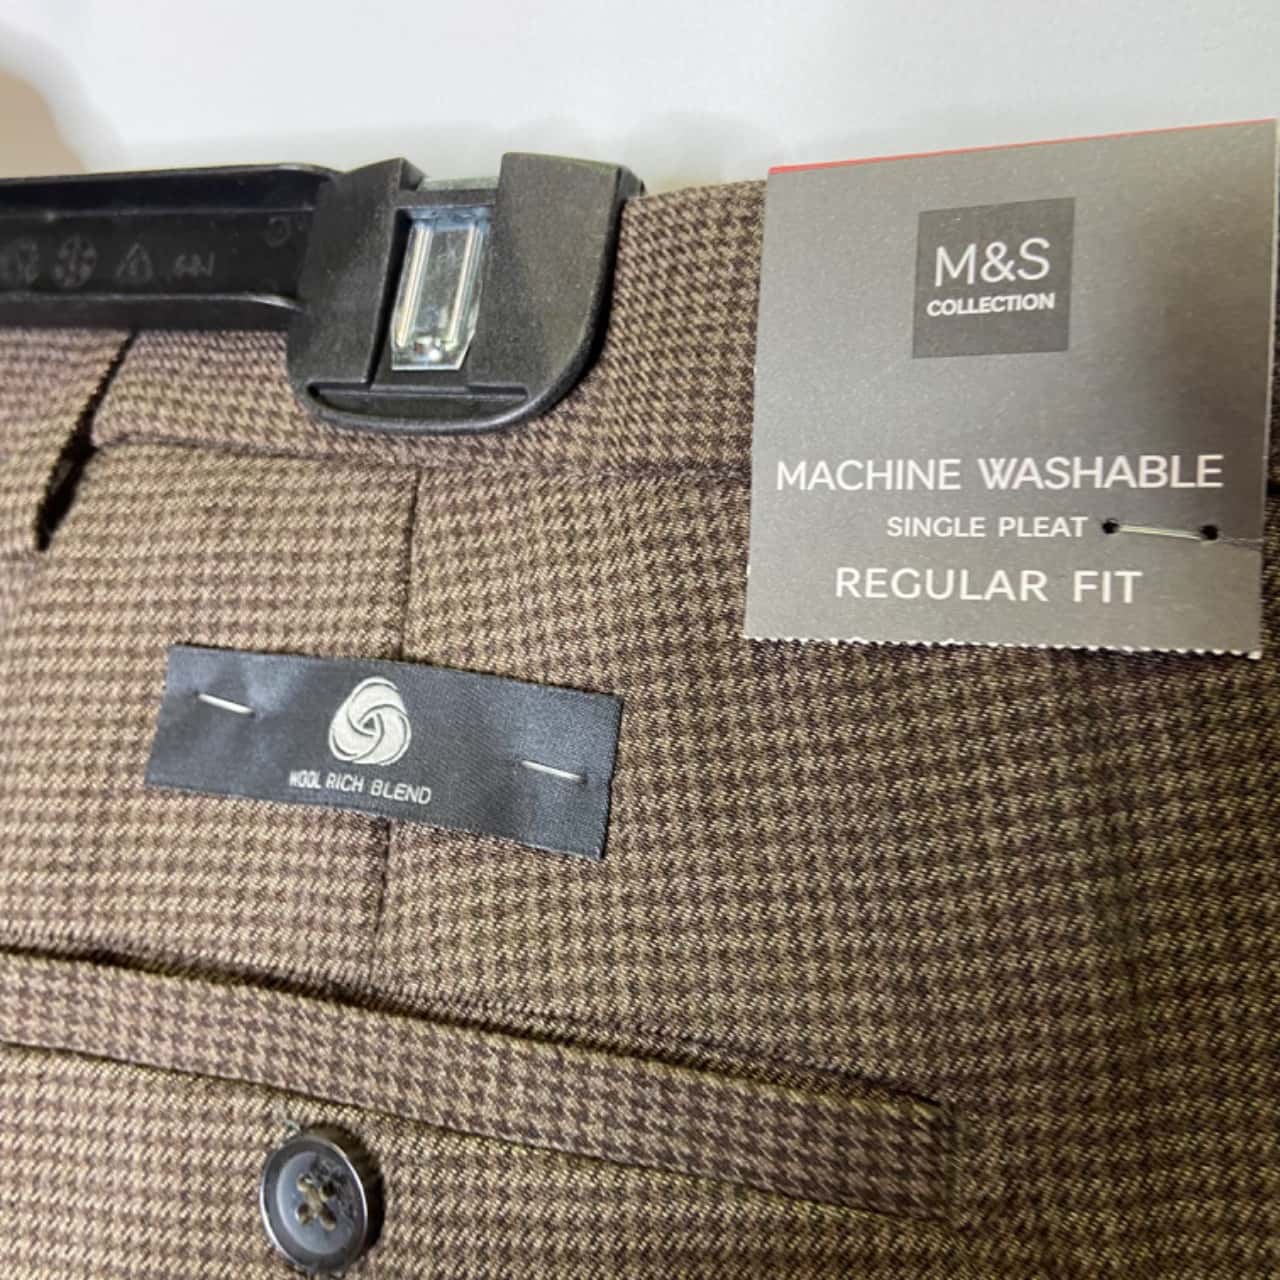 M&S
COLLECTION
MACHINE WASHABLE
SINGLE PLEAT
REGULAR FIT
WOOL RICH BLEND